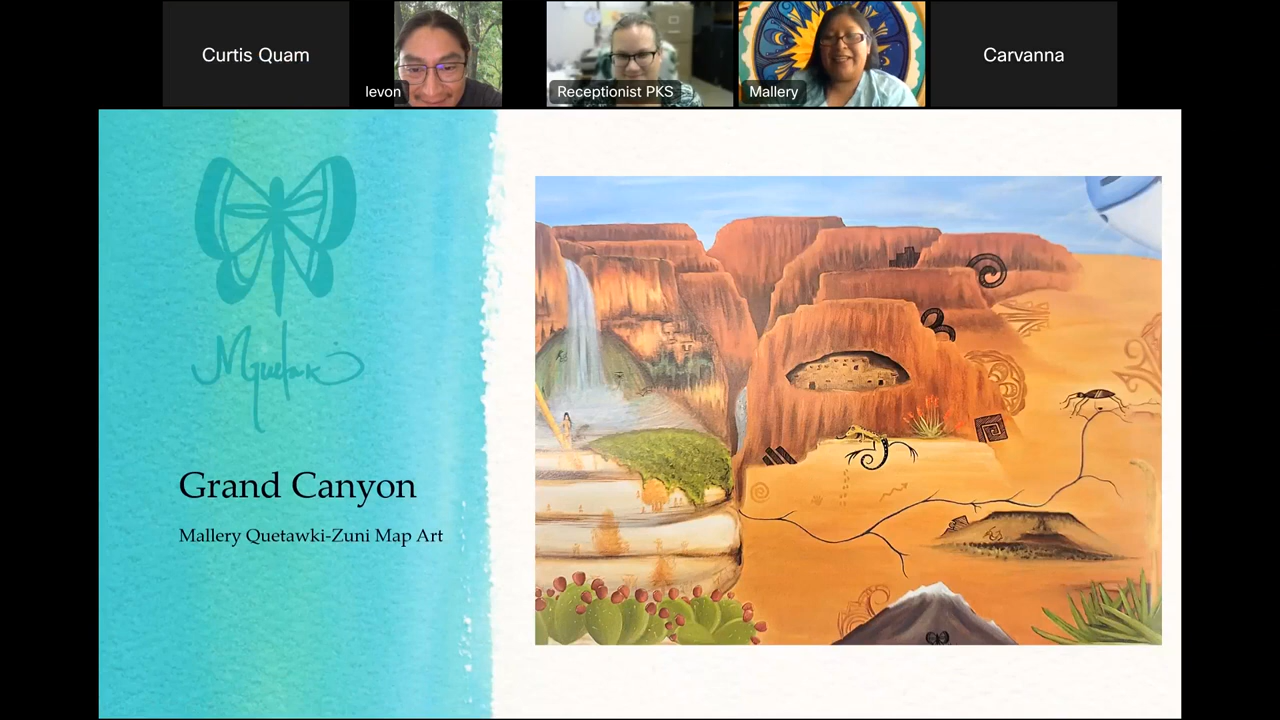 Curtis Quam
levon
Receptionist PKS
Mallery
Carvanna
Grand Canyon
Mallery Quetawki-Zuni Map Art